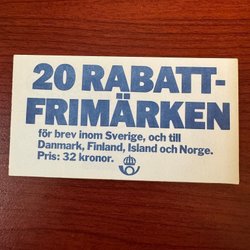 20 RABATT-
FRIMÄRKEN
för brev inom Sverige, och till
Danmark, Finland, Island och Norge.
Pris: 32 kronor.